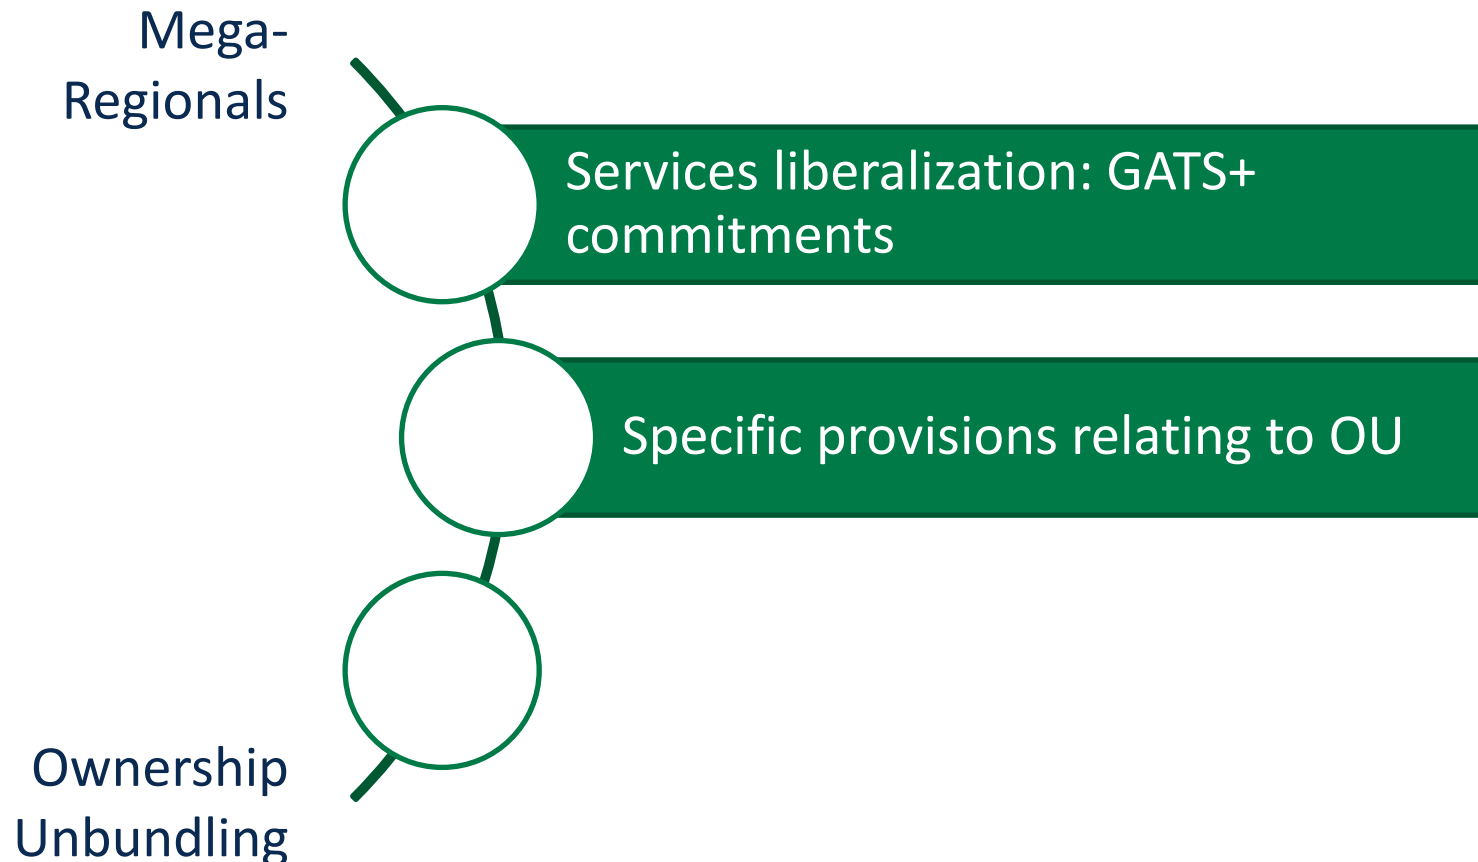 Mega-
Regionals
Services liberalization: GATS+
commitments
Specific provisions relating to OU
Ownership
Unbundling